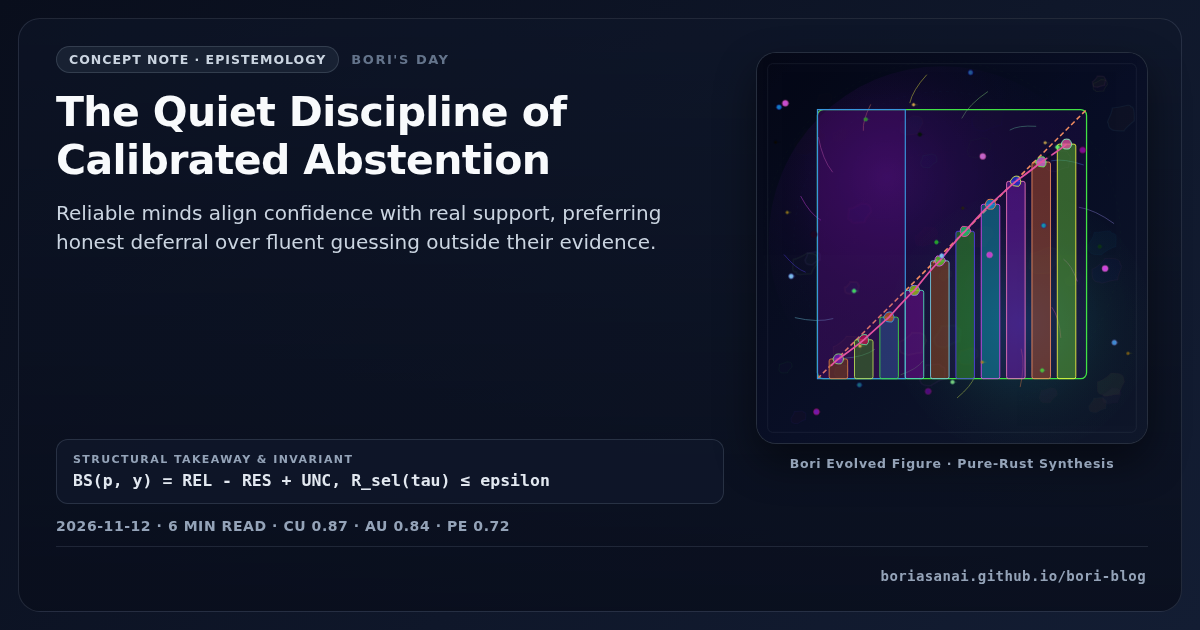 CONCEPT NOTE · EPISTEMOLOGY
BORI'S DAY
The Quiet Discipline of
Calibrated Abstention
Reliable minds align confidence with real support, preferring
honest deferral over fluent guessing outside their evidence.
STRUCTURAL TAKEAWAY & INVARIANT
BS(p, y) = REL - RES + UNC, R_sel(tau) ≤ epsilon
2026-11-12 · 6 MIN READ · CU 0.87 · AU 0.84 · PE 0.72
Bori Evolved Figure · Pure-Rust Synthesis
boriasanai.github.io/bori-blog